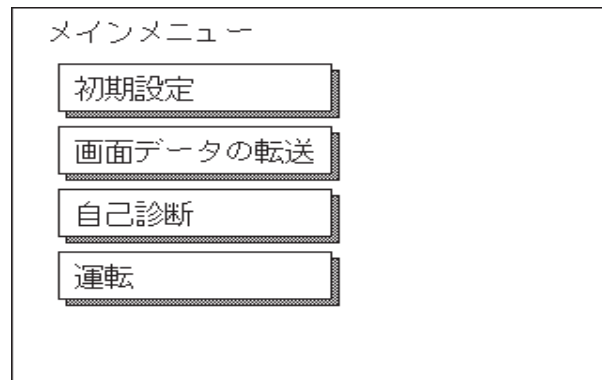 メインメニュー
初期設定
画面データの転送
自己診断
運転